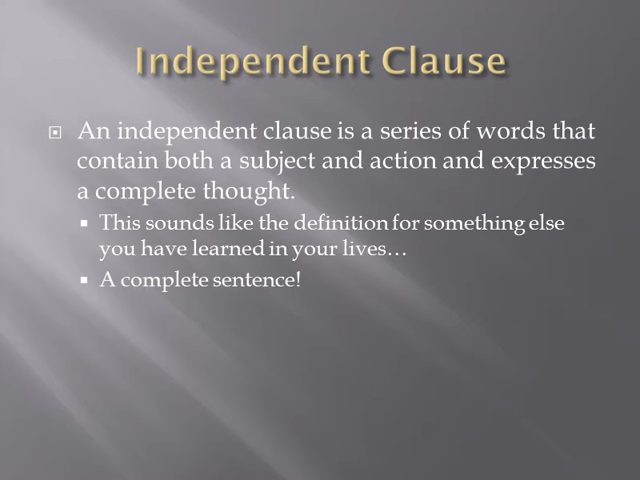 Independent Clause
An independent clause is a series of words that
contain both a subject and action and expresses
a complete thought.
This sounds like the definition for something else
you have learned in your lives…
A complete sentence!